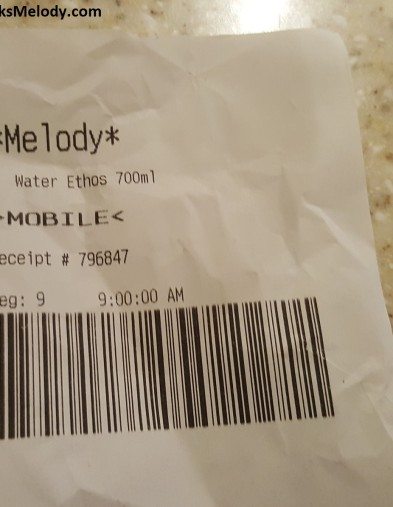 ksMelody.com
*Melody*
Water Ethos 700ml
>MOBILE<
eceipt # 796847
eg: 9 9:00:00 AM